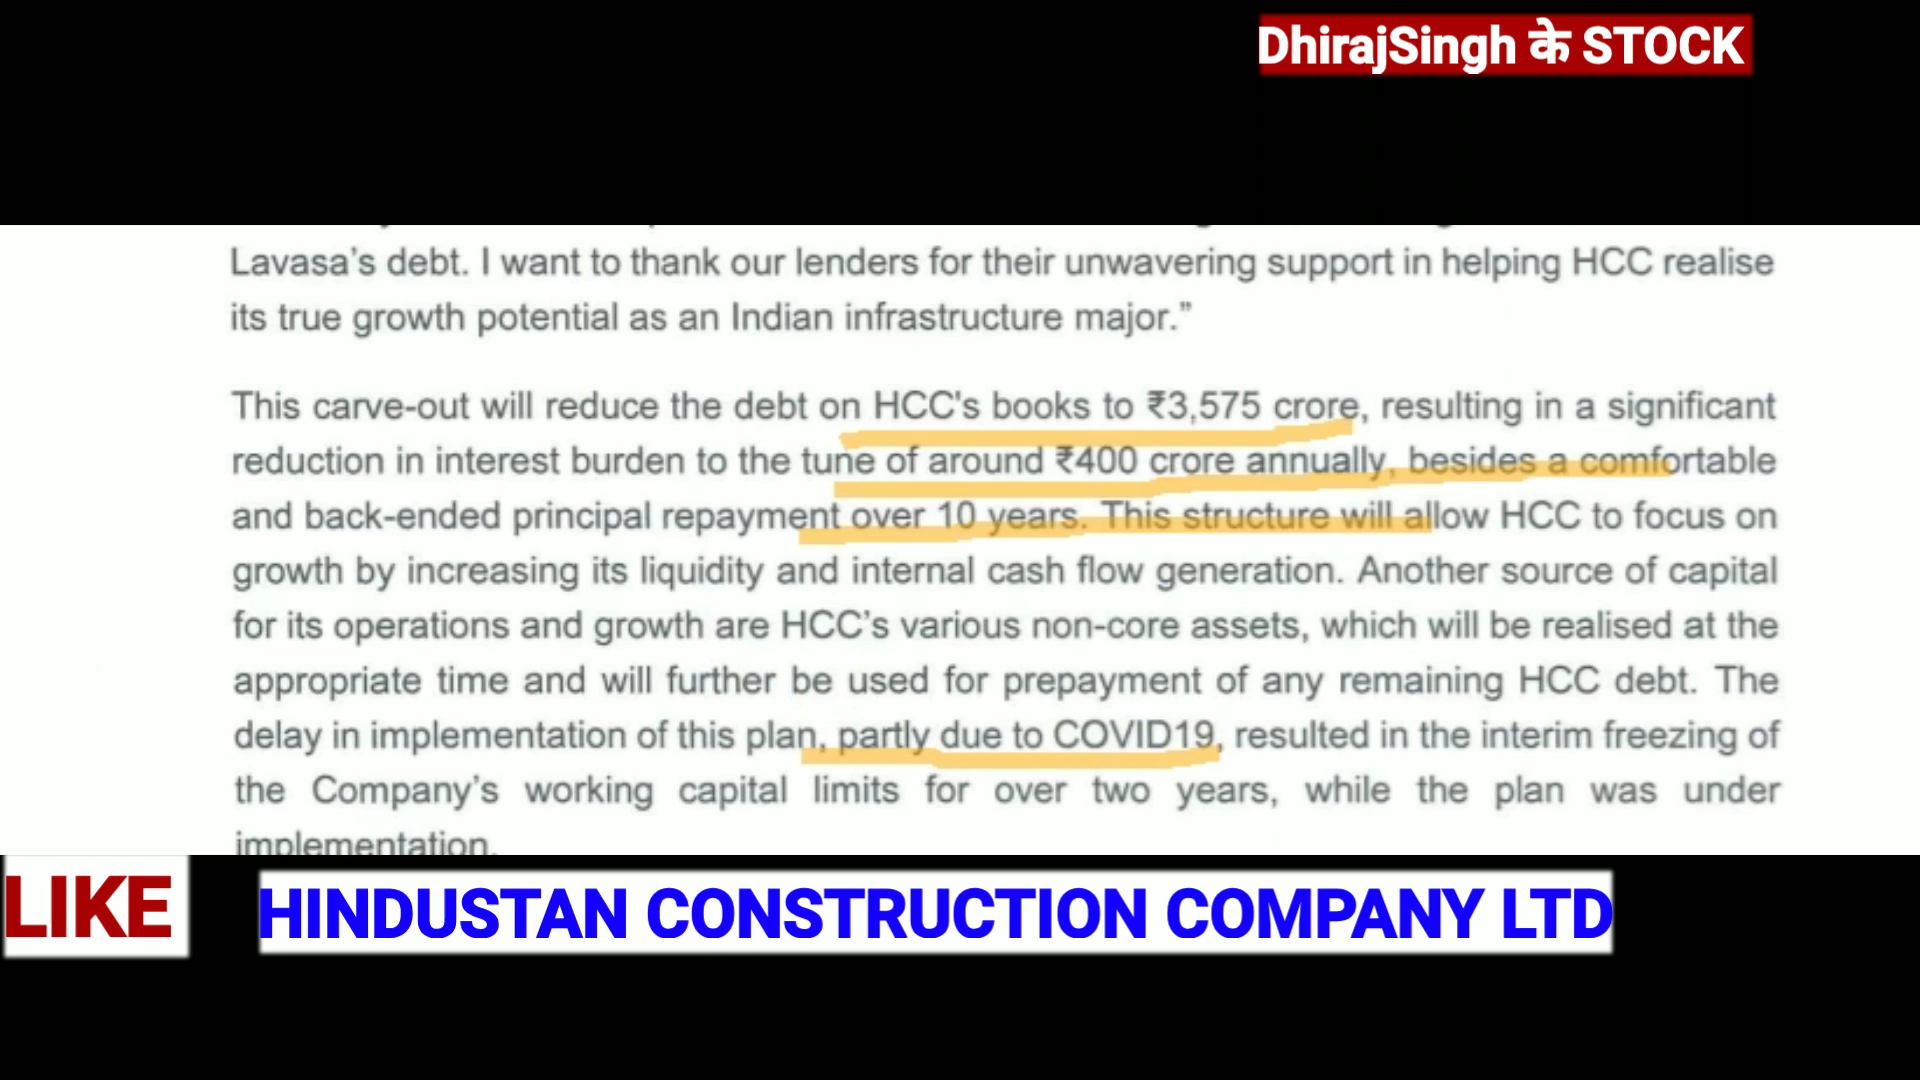 DhirajSingh के STOCK
Lavasa’s debt. I want to thank our lenders for their unwavering support in helping HCC realise
its true growth potential as an Indian infrastructure major.”
This carve-out will reduce the debt on HCC's books to ₹3,575 crore, resulting in a significant
reduction in interest burden to the tune of around ₹400 crore annually, besides a comfortable
and back-ended principal repayment over 10 years. This structure will allow HCC to focus on
growth by increasing its liquidity and internal cash flow generation. Another source of capital
for its operations and growth are HCC’s various non-core assets, which will be realised at the
appropriate time and will further be used for prepayment of any remaining HCC debt. The
delay in implementation of this plan, partly due to COVID19, resulted in the interim freezing of
the Company’s working capital limits for over two years, while the plan was under
implementation.
LIKE
HINDUSTAN CONSTRUCTION COMPANY LTD